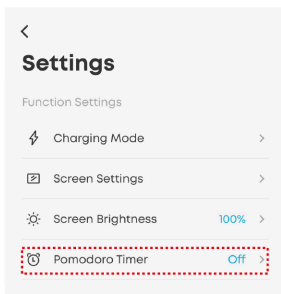 Settings
Function Settings
Charging Mode
Screen Settings
Screen Brightness 100%
Pomodoro Timer Off